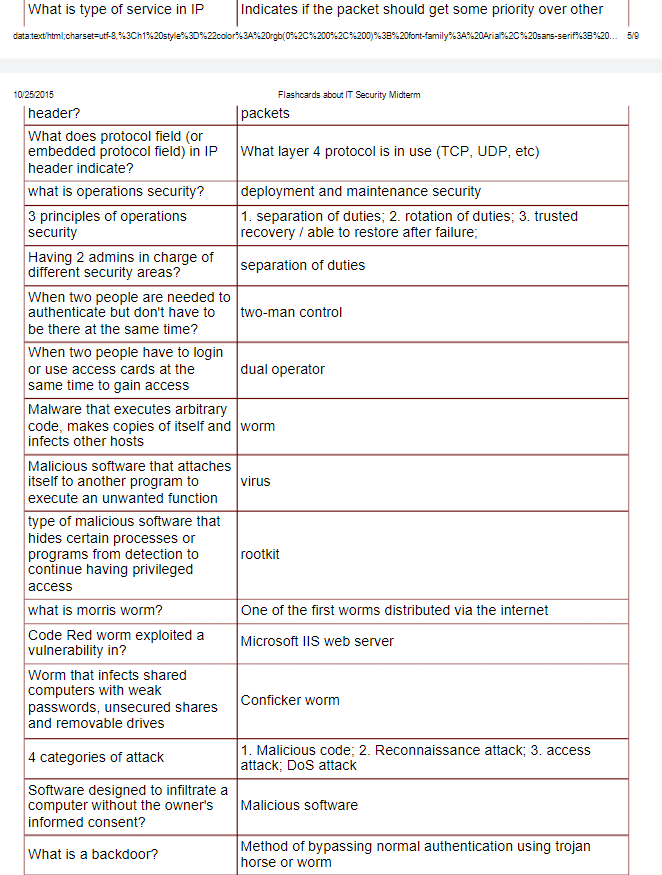 What is type of service in IP
Indicates if the packet should get some priority over other
data:text/html;charset=utf-8,%3Ch1%20style%3D%22color%3A%20rgb(0%2C%200%2C%200)%3B%20font-family%3A%20Arial%2C%20sans-serif%3B%20... 5/9
10/25/2015 Flashcards about IT Security Midterm
header?
packets
What does protocol field (or
embedded protocol field) in IP
header indicate?
What layer 4 protocol is in use (TCP, UDP, etc)
what is operations security?
deployment and maintenance security
3 principles of operations
security
1. separation of duties; 2. rotation of duties; 3. trusted
recovery / able to restore after failure;
Having 2 admins in charge of
different security areas?
separation of duties
When two people are needed to
authenticate but don't have to
be there at the same time?
two-man control
When two people have to login
or use access cards at the
same time to gain access
dual operator
Malware that executes arbitrary
code, makes copies of itself and
infects other hosts
worm
Malicious software that attaches
itself to another program to
execute an unwanted function
virus
type of malicious software that
hides certain processes or
programs from detection to
continue having privileged
access
rootkit
what is morris worm?
One of the first worms distributed via the internet
Code Red worm exploited a
vulnerability in?
Microsoft IIS web server
Worm that infects shared
computers with weak
passwords, unsecured shares
and removable drives
Conficker worm
4 categories of attack
1. Malicious code; 2. Reconnaissance attack; 3. access
attack; DoS attack
Software designed to infiltrate a
computer without the owner's
informed consent?
Malicious software
What is a backdoor?
Method of bypassing normal authentication using trojan
horse or worm